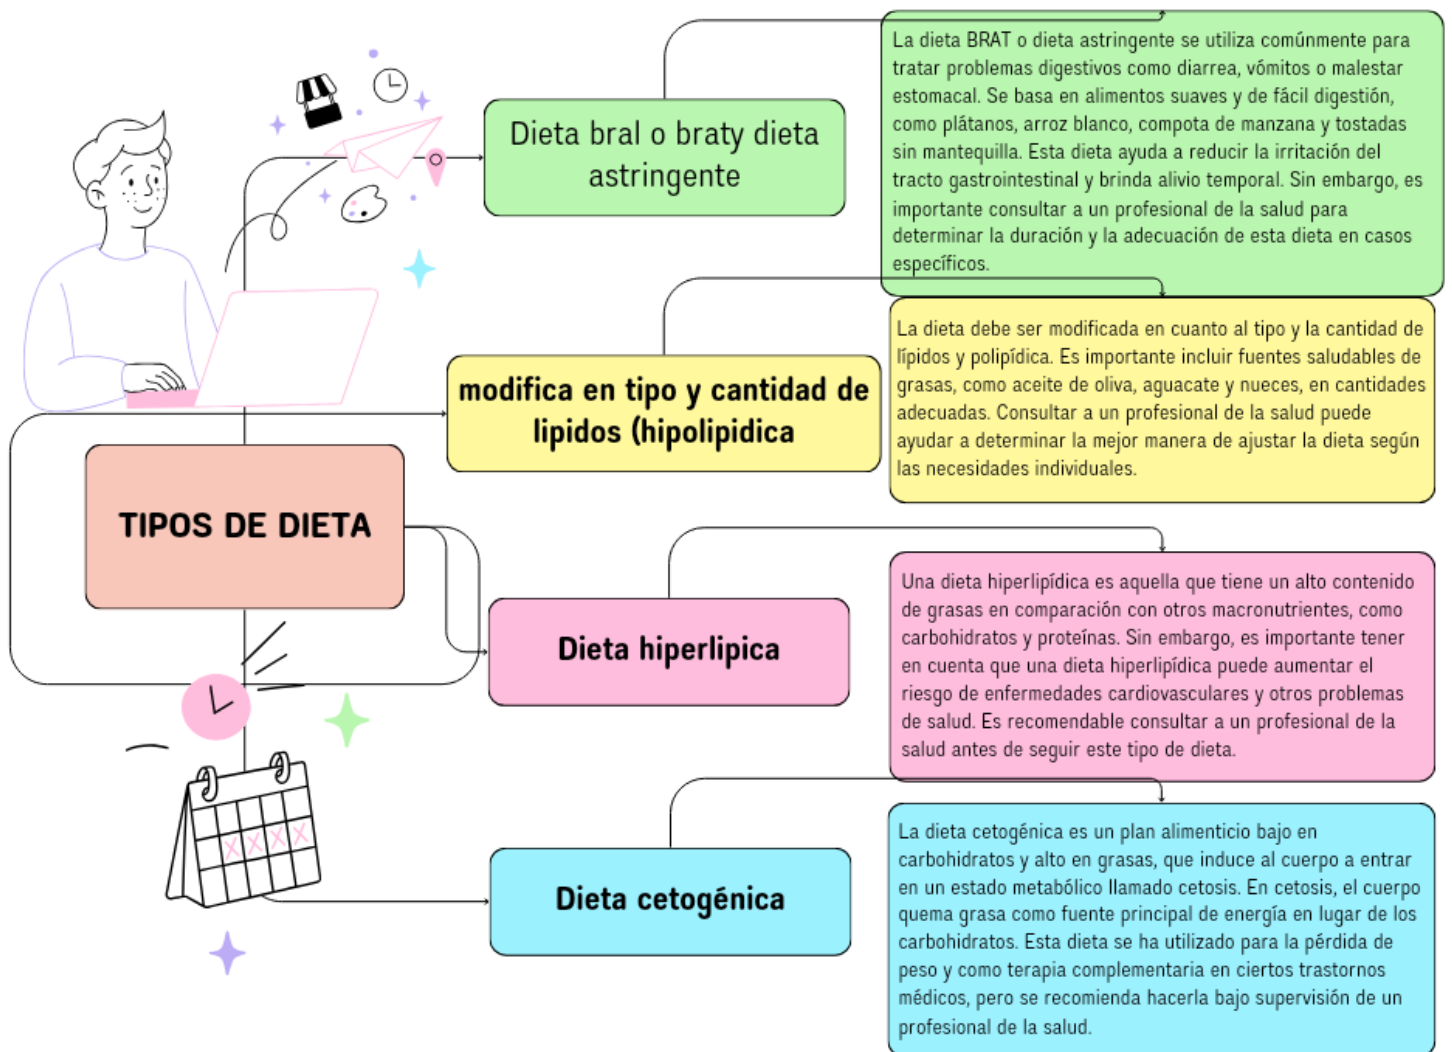 La dieta BRAT o dieta astringente se utiliza comúnmente para
tratar problemas digestivos como diarrea, vómitos o malestar
estomacal. Se basa en alimentos suaves y de fácil digestión,
como plátanos, arroz blanco, compota de manzana y tostadas
sin mantequilla. Esta dieta ayuda a reducir la irritación del
tracto gastrointestinal y brinda alivio temporal. Sin embargo, es
importante consultar a un profesional de la salud para
determinar la duración y la adecuación de esta dieta en casos
específicos.
Dieta bral o braty dieta
astringente
La dieta debe ser modificada en cuanto al tipo y la cantidad de
lípidos y polipídica. Es importante incluir fuentes saludables de
grasas, como aceite de oliva, aguacate y nueces, en cantidades
adecuadas. Consultar a un profesional de la salud puede
ayudar a determinar la mejor manera de ajustar la dieta según
las necesidades individuales.
modifica en tipo y cantidad de
lipidos (hipolipidica
TIPOS DE DIETA
Una dieta hiperlipídica es aquella que tiene un alto contenido
de grasas en comparación con otros macronutrientes, como
carbohidratos y proteínas. Sin embargo, es importante tener
en cuenta que una dieta hiperlipídica puede aumentar el
riesgo de enfermedades cardiovasculares y otros problemas
de salud. Es recomendable consultar a un profesional de la
salud antes de seguir este tipo de dieta.
Dieta hiperlipica
La dieta cetogénica es un plan alimenticio bajo en
carbohidratos y alto en grasas, que induce al cuerpo a entrar
en un estado metabólico llamado cetosis. En cetosis, el cuerpo
quema grasa como fuente principal de energía en lugar de los
carbohidratos. Esta dieta se ha utilizado para la pérdida de
peso y como terapia complementaria en ciertos trastornos
médicos, pero se recomienda hacerla bajo supervisión de un
profesional de la salud.
Dieta cetogénica